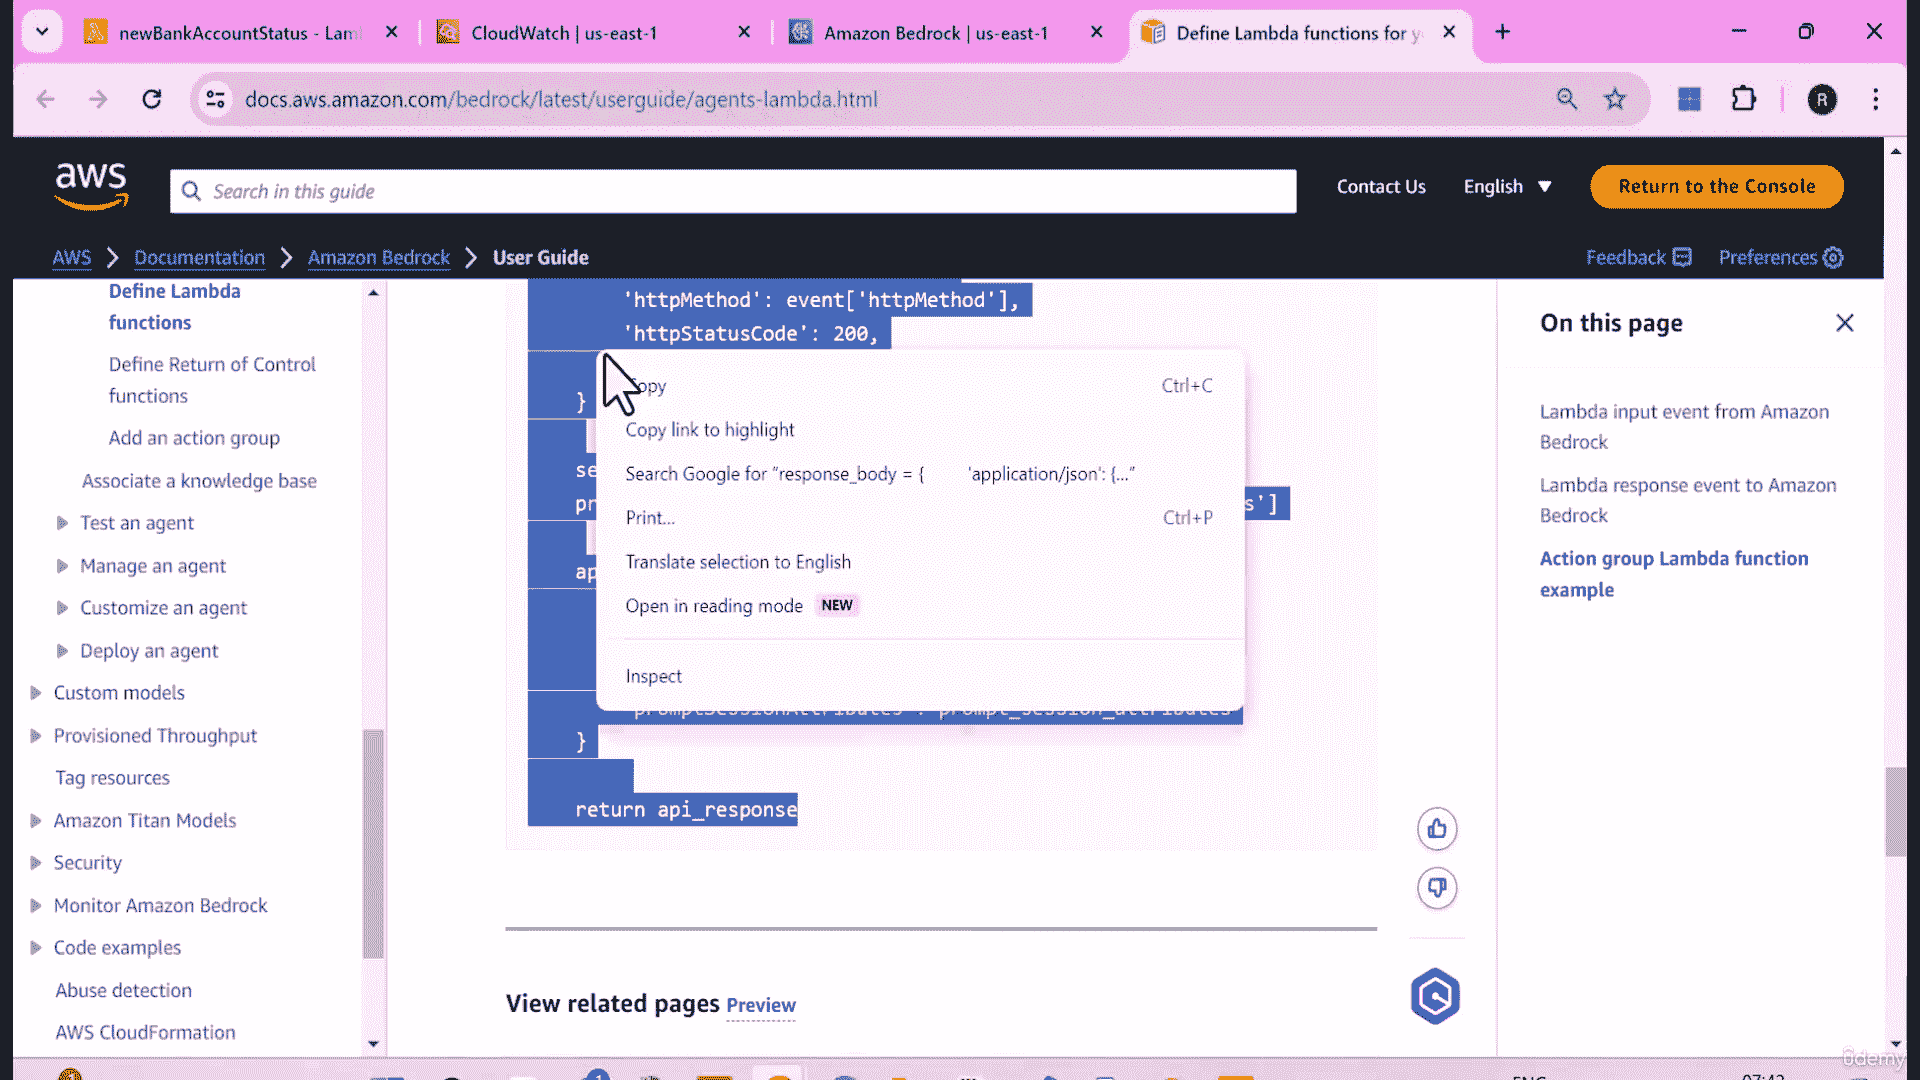 newBankAccountStatus - Lam
CloudWatch | us-east-1
Amazon Bedrock | us-east-1
Define Lambda functions for y
docs.aws.amazon.com/bedrock/latest/userguide/agents-lambda.html
R
aws
Search in this guide
Contact Us
English
Return to the Console
AWS
Documentation
Amazon Bedrock
User Guide
Feedback
Preferences
Define Lambda
functions
Define Return of Control
functions
Add an action group
Associate a knowledge base
Test an agent
Manage an agent
Customize an agent
Deploy an agent
Custom models
Provisioned Throughput
Tag resources
Amazon Titan Models
Security
Monitor Amazon Bedrock
Code examples
Abuse detection
AWS CloudFormation
'httpMethod': event['httpMethod'],
'httpStatusCode': 200,
}
se
pr
s']
ap
Copy Ctrl+C
Copy link to highlight
Search Google for "response_body = { 'application/json': {..."
Print... Ctrl+P
Translate selection to English
Open in reading mode NEW
Inspect
}
return api_response
View related pages Preview
On this page
Lambda input event from Amazon
Bedrock
Lambda response event to Amazon
Bedrock
Action group Lambda function
example
ûdemy